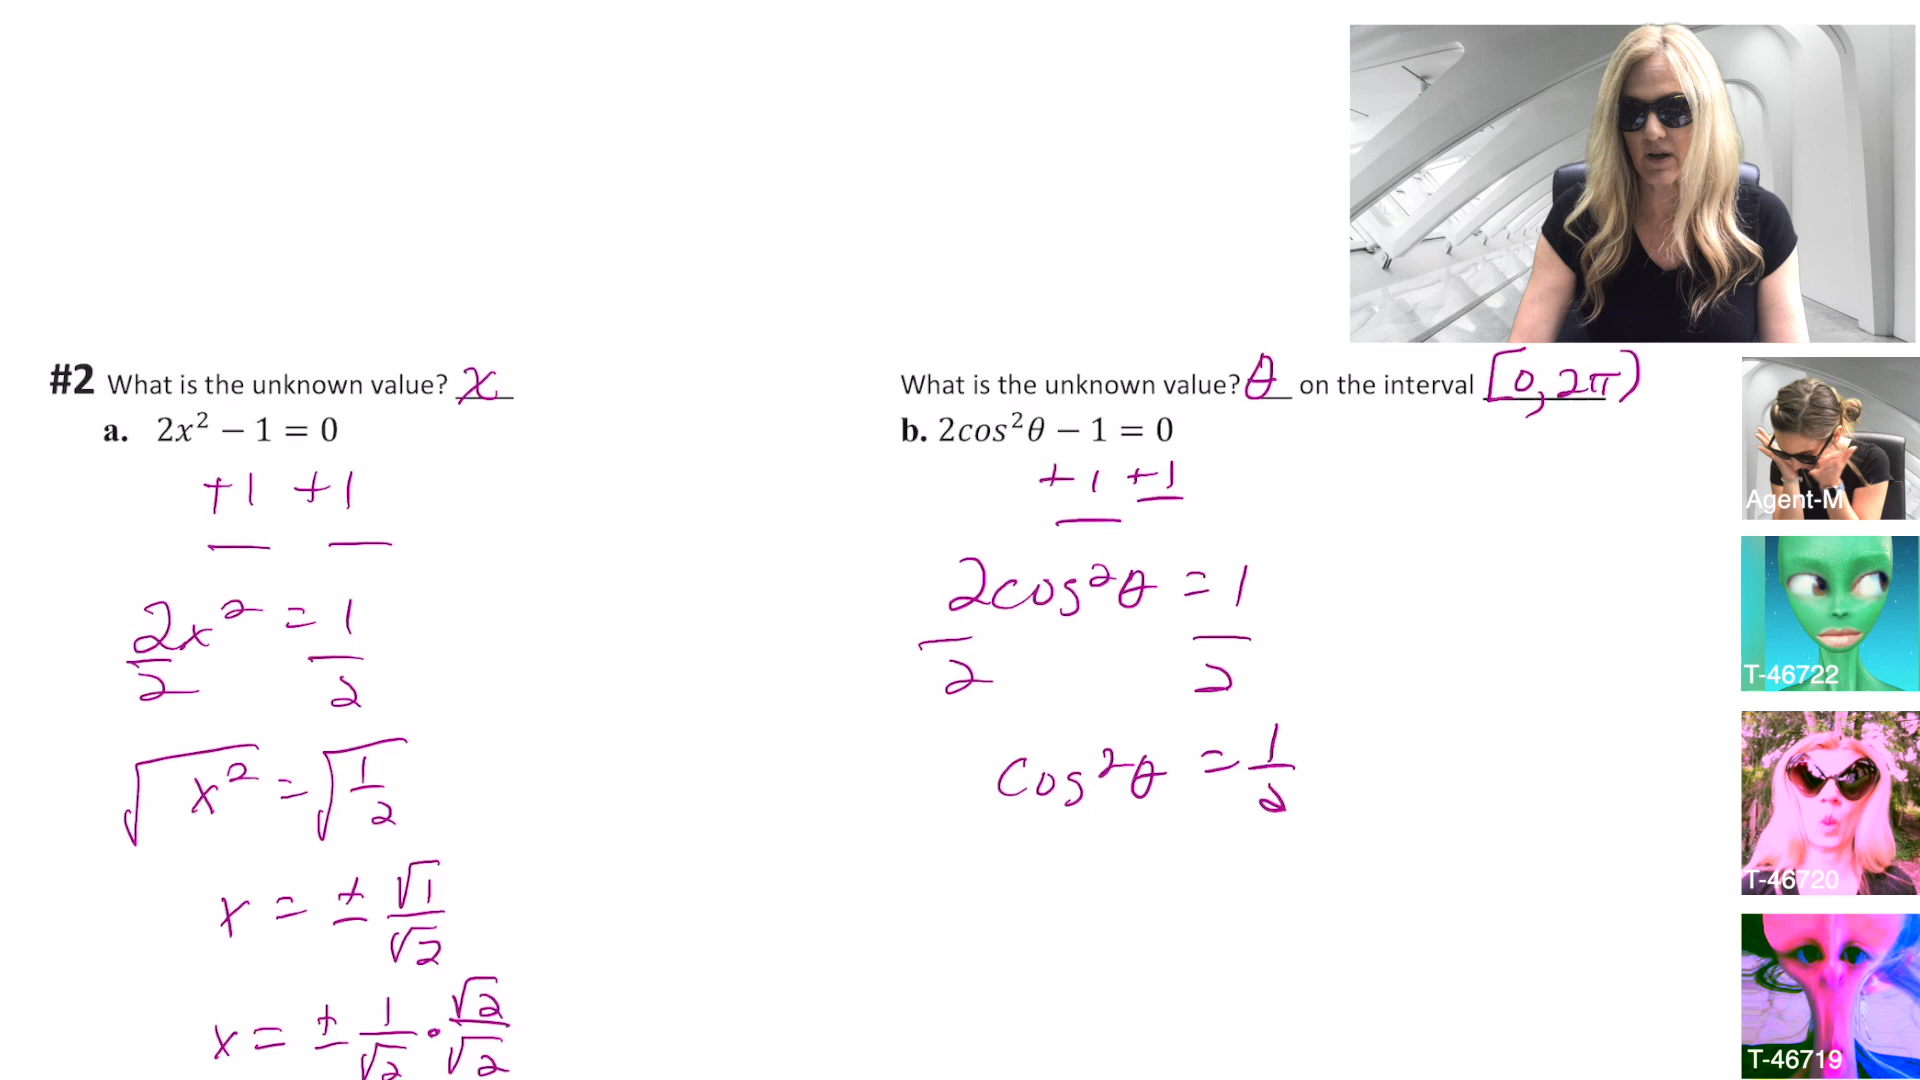 #2 What is the unknown value? x
a. 2x² − 1 = 0
+1 +1
2x² = 1
2 2
√x² = √1/2
x = ± √1/√2
x = ± 1/√2 • √2/√2
What is the unknown value? θ on the interval [0, 2π)
b. 2cos²θ − 1 = 0
+1 +1
2cos²θ = 1
2 2
cos²θ = 1/2
Agent-M
T-46722
T-46720
T-46719